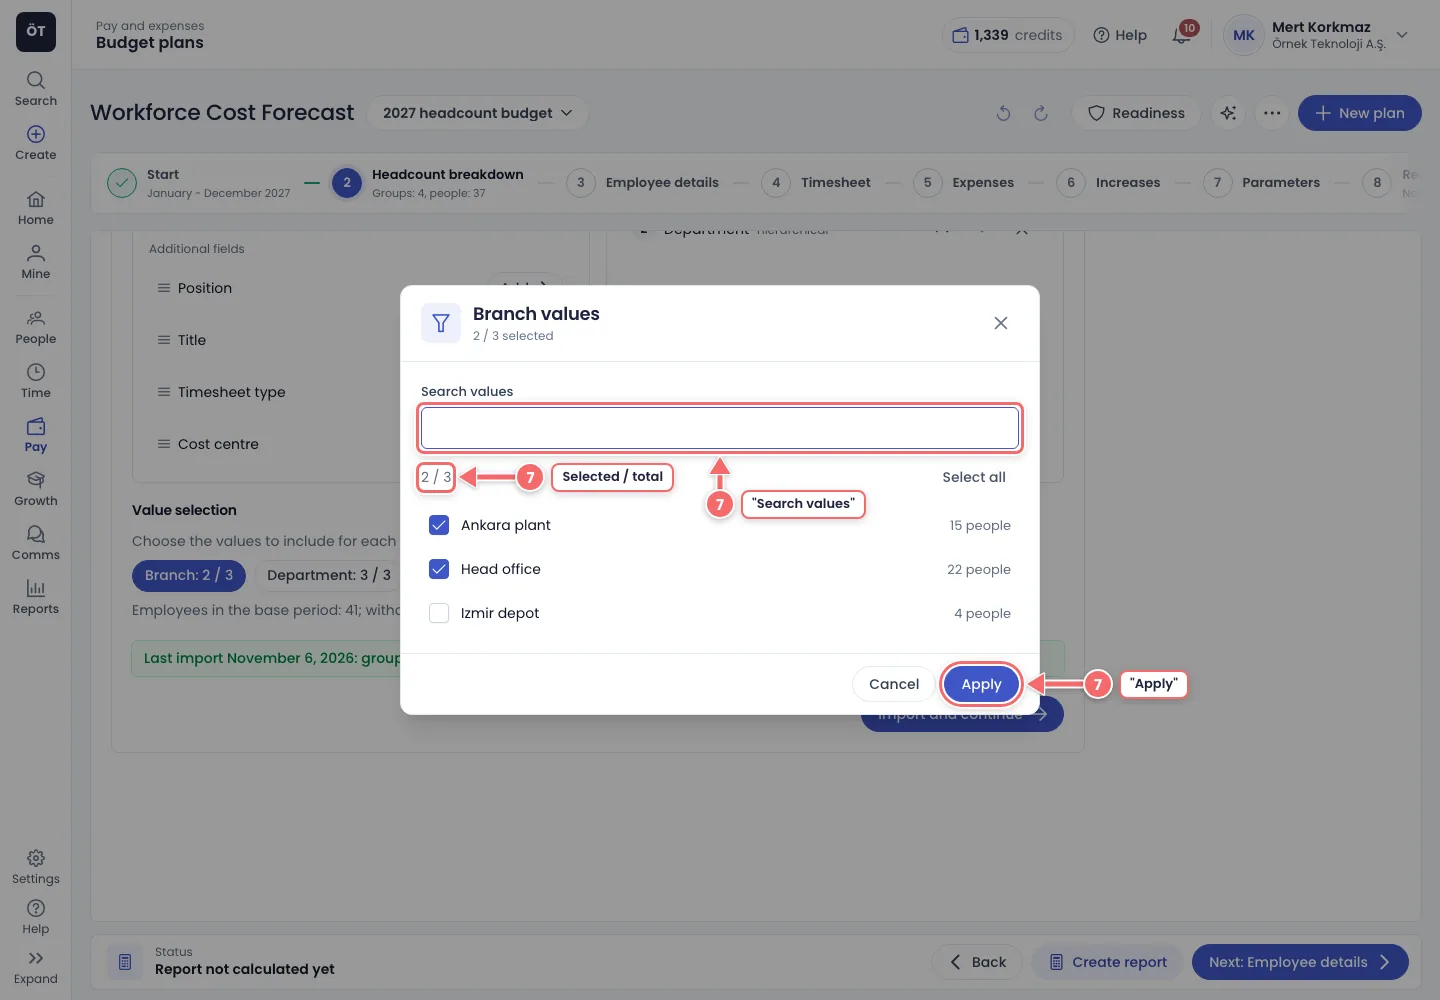 ÖT
Pay and expenses
Budget plans
1,339 credits
Help
10
MK
Mert Korkmaz
Örnek Teknoloji A.Ş.
Search
Create
Home
Mine
People
Time
Pay
Growth
Comms
Reports
Settings
Help
Expand
Workforce Cost Forecast
2027 headcount budget
Readiness
New plan
Start
January - December 2027
2
Headcount breakdown
Groups: 4, people: 37
3
Employee details
4
Timesheet
5
Expenses
6
Increases
7
Parameters
8
Additional fields
2 Department hierarchical
Position
Title
Timesheet type
Cost centre
Value selection
Choose the values to include for each
Branch: 2 / 3
Department: 3 / 3
Employees in the base period: 41;
Last import November 6, 2026:
Import and continue
Branch values
2 / 3 selected
Search values
2 / 3
7
Selected / total
7
"Search values"
Select all
Ankara plant
15 people
Head office
22 people
Izmir depot
4 people
Cancel
Apply
7
"Apply"
Status
Report not calculated yet
Back
Create report
Next: Employee details